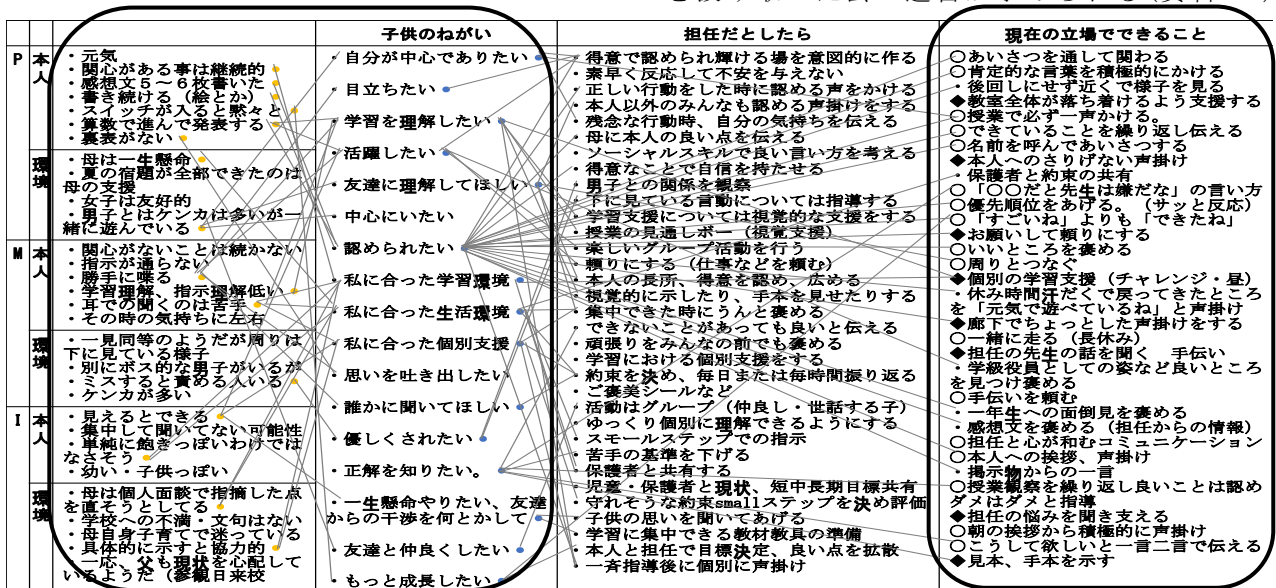 子供のねがい
担任だとしたら
現在の立場でできること
P
本人
・元気
・関心がある事は継続的
・感想文５～６枚書いた
・書き続ける（絵とか）
・スイッチが入ると黙々と
・算数で進んで発表する
・裏表がない
環境
・母は一生懸命
・夏の宿題が全部できたのは
母の支援
・女子は友好的
・男子とはケンカは多いが一
緒に遊んでいる
M
本人
・関心がないことは続かない
・指示が通らない
・勝手に喋る
・学習理解、指示理解低い
・耳での聞くのは苦手
・その時の気持ちに左右
環境
・一見同等のようだが周りは
下に見ている様子
・別にボス的な男子がいるが
・ミスすると責める人いる
・ケンカが多い
I
本人
・見えるとできる
・集中して聞いてない可能性
・単純に飽きっぽいわけでは
なさそう
・幼い・子供っぽい
環境
・母は個人面談で指摘した点
を直そうとしてる
・学校への不満・文句はない
・母自身子育てで迷っている
・具体的に示すと協力的
・一応、父も現状を心配して
いるようだ（参観日来校
・自分が中心でありたい
・目立ちたい
・学習を理解したい
・活躍したい
・友達に理解してほしい
・中心にいたい
・認められたい
・私に合った学習環境
・私に合った生活環境
・私に合った個別支援
・思いを吐き出したい
・誰かに聞いてほしい
・優しくされたい
・正解を知りたい。
・一生懸命やりたい、友達
からの干渉を何とかして
・友達と仲良くしたい
・もっと成長したい
・得意で認められ輝ける場を意図的に作る
・素早く反応して不安を与えない
・正しい行動をした時に認める声をかける
・本人以外のみんなも認める声掛けをする
・残念な行動時、自分の気持ちを伝える
・母に本人の良い点を伝える
・ソーシャルスキルで良い言い方を考える
・得意なことで自信を持たせる
・男子との関係を観察
・下に見ている言動については指導する
・学習支援については視覚的な支援をする
・授業の見通しボー（視覚支援）
・楽しいグループ活動を行う
・頼りにする（仕事などを頼む）
・本人の長所、得意を認め、広める
・視覚的に示したり、手本を見せたりする
・集中できた時にうんと褒める
・できないことがあっても良いと伝える
・頑張りをみんなの前でも褒める
・学習における個別支援をする
・約束を決め、毎日または毎時間振り返る
・ご褒美シールなど
・活動はグループ（仲良し・世話する子）
・ゆっくり個別に理解できるようにする
・スモールステップでの指示
・苦手の基準を下げる
・保護者と共有する
・児童・保護者と現状、短中長期目標共有
・守れそうな約束smallステップを決め評価
・子供の思いを聞いてあげる
・学習に集中できる教材教具の準備
・本人と担任で目標決定、良い点を拡散
・一斉指導後に個別に声掛け
〇あいさつを通して関わる
〇肯定的な言葉を積極的にかける
・後回しにせず近くで様子を見る
◆教室全体が落ち着けるよう支援する
〇授業で必ず一声かける。
〇できていることを繰り返し伝える
〇名前を呼んであいさつする
◆本人へのさりげない声掛け
・保護者と約束の共有
〇「〇〇だと先生は嫌だな」の言い方
〇優先順位をあげる。（サッと反応）
〇「すごいね」よりも「できたね」
◆お願いして頼りにする
〇いいところを褒める
〇周りとつなぐ
◆個別の学習支援（チャレンジ・昼）
・休み時間汗だくで戻ってきたところ
を「元気で遊べているね」と声掛け
◆廊下でちょっとした声掛けをする
〇一緒に走る（長休み）
◆担任の先生の話を聞く　手伝い
・学級役員としての姿など良いところ
を見つけ褒める
〇手伝いを頼む
・一年生への面倒見を褒める
・感想文を褒める（担任からの情報）
〇担任と心が和むコミュニケーション
〇本人への挨拶、声掛け
・掲示物からの一言
〇授業観察を繰り返し良いことは認め
ダメはダメと指導
◆担任の悩みを聞き支える
〇朝の挨拶から積極的に声掛け
〇こうして欲しいと一言二言で伝える
◆見本、手本を示す